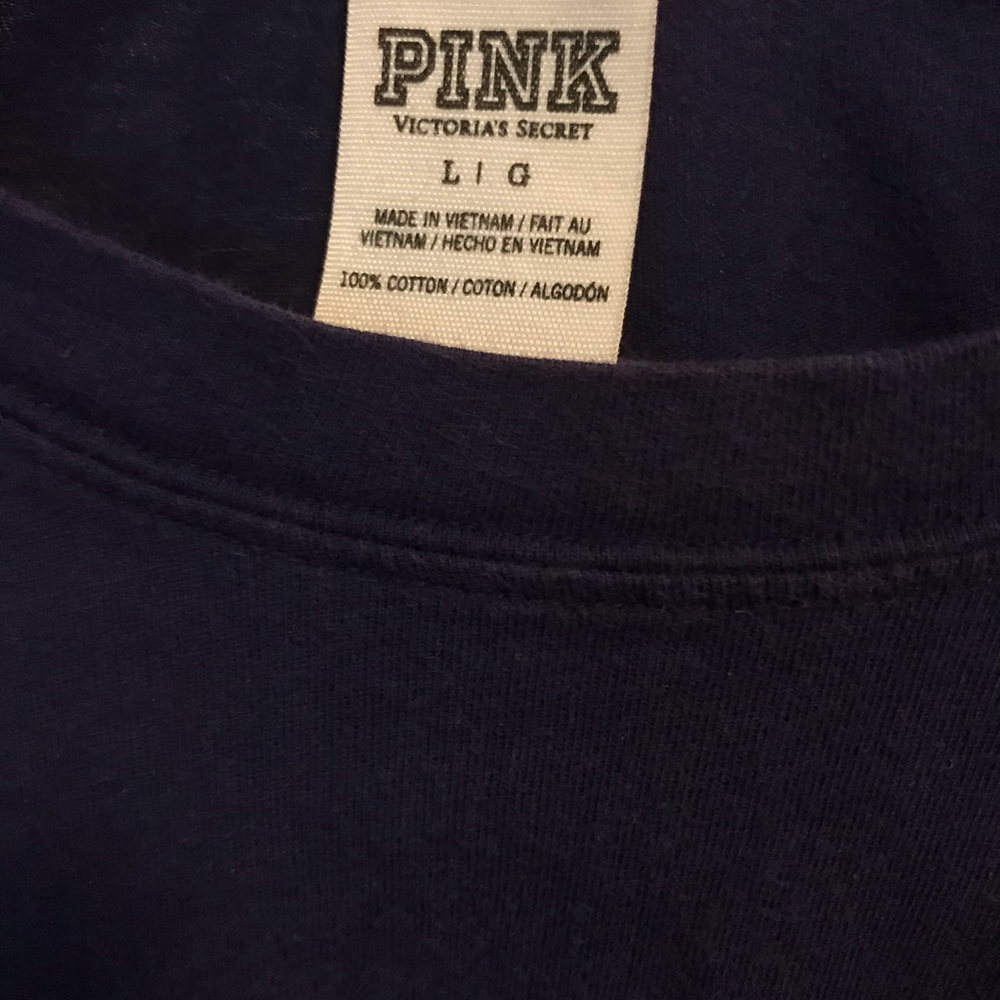 PINK
VICTORIA'S SECRET
L | G
MADE IN VIETNAM / FAIT AU
VIETNAM / HECHO EN VIETNAM
100% COTTON / COTON / ALGODÓN